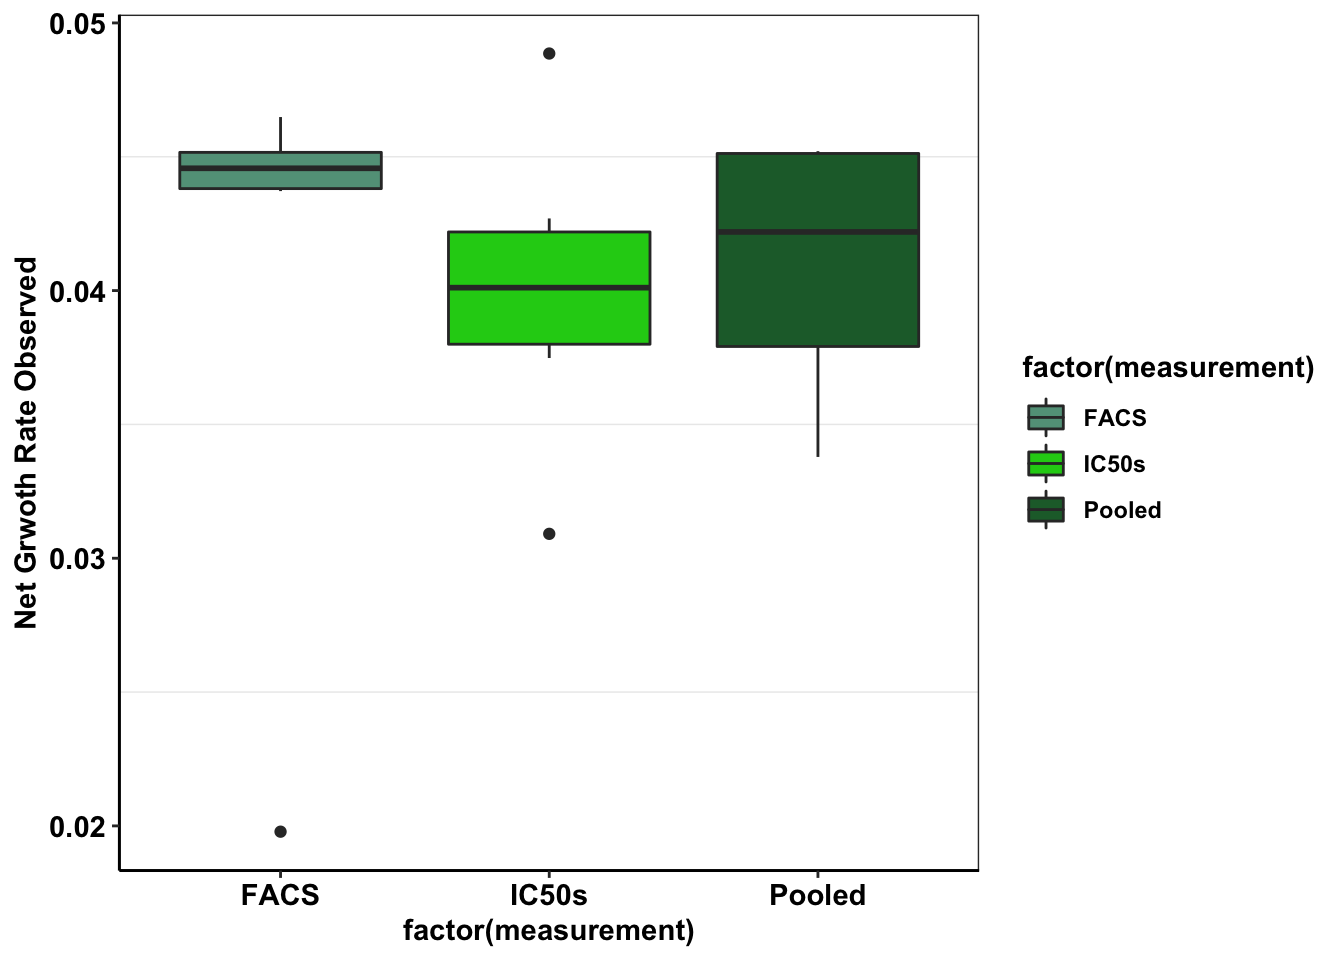 Net Grwoth Rate Observed
0.05
0.04
0.03
0.02
FACS
IC50s
Pooled
factor(measurement)
factor(measurement)
FACS
IC50s
Pooled